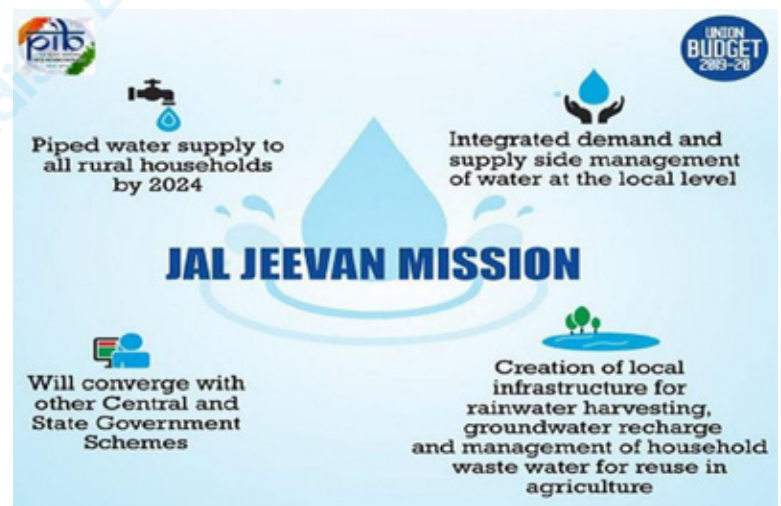 pib
UNION
BUDGET
2019-20
Piped water supply to
all rural households
by 2024
Integrated demand and
supply side management
of water at the local level
JAL JEEVAN MISSION
Will converge with
other Central and
State Government
Schemes
Creation of local
infrastructure for
rainwater harvesting,
groundwater recharge
and management of household
waste water for reuse in
agriculture